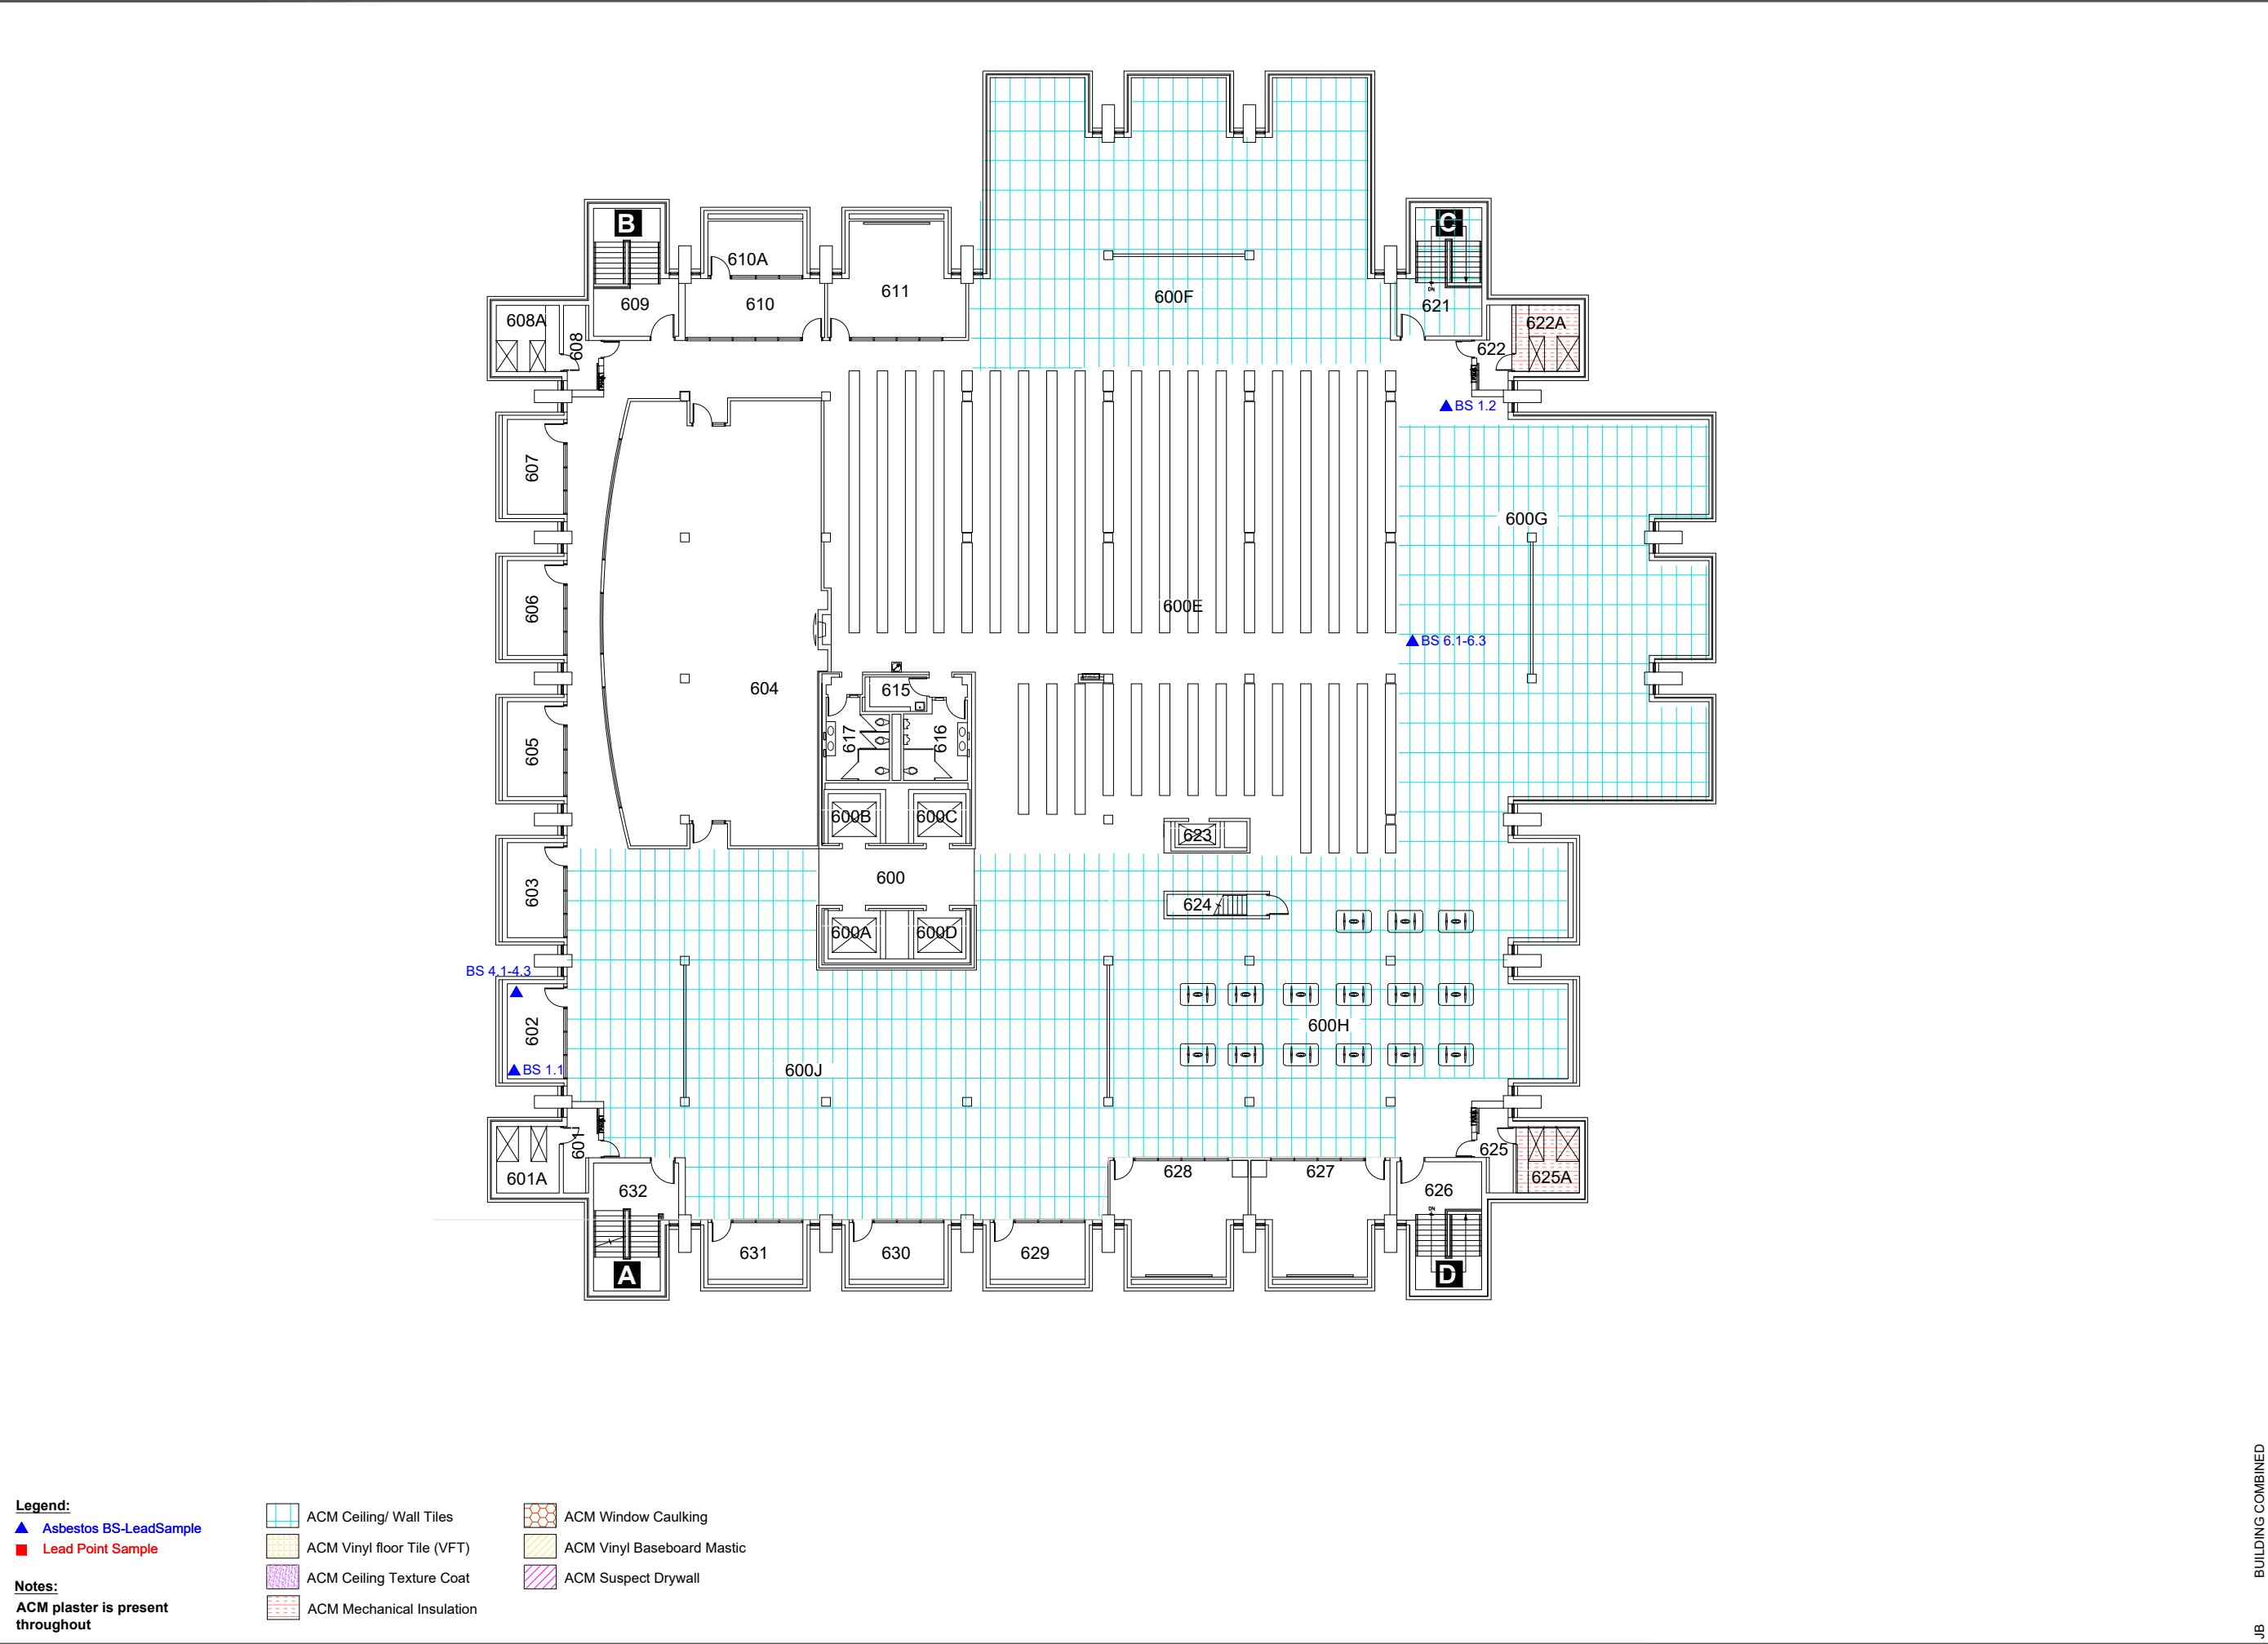 B
C
610A
609
610
611
600F
621
608A
608
622A
622
BS 1.2
607
600G
606
600E
BS 6.1-6.3
604
615
617
616
605
600B
600C
623
603
600
624
600A
600D
BS 4.1-4.3
602
600H
BS 1.1
600J
601
625
601A
632
628
627
626
625A
631
630
629
A
D
Legend:
Asbestos BS-LeadSample
Lead Point Sample
Notes:
ACM plaster is present
throughout
ACM Ceiling/ Wall Tiles
ACM Vinyl floor Tile (VFT)
ACM Ceiling Texture Coat
ACM Mechanical Insulation
ACM Window Caulking
ACM Vinyl Baseboard Mastic
ACM Suspect Drywall
BUILDING COMBINED
JB